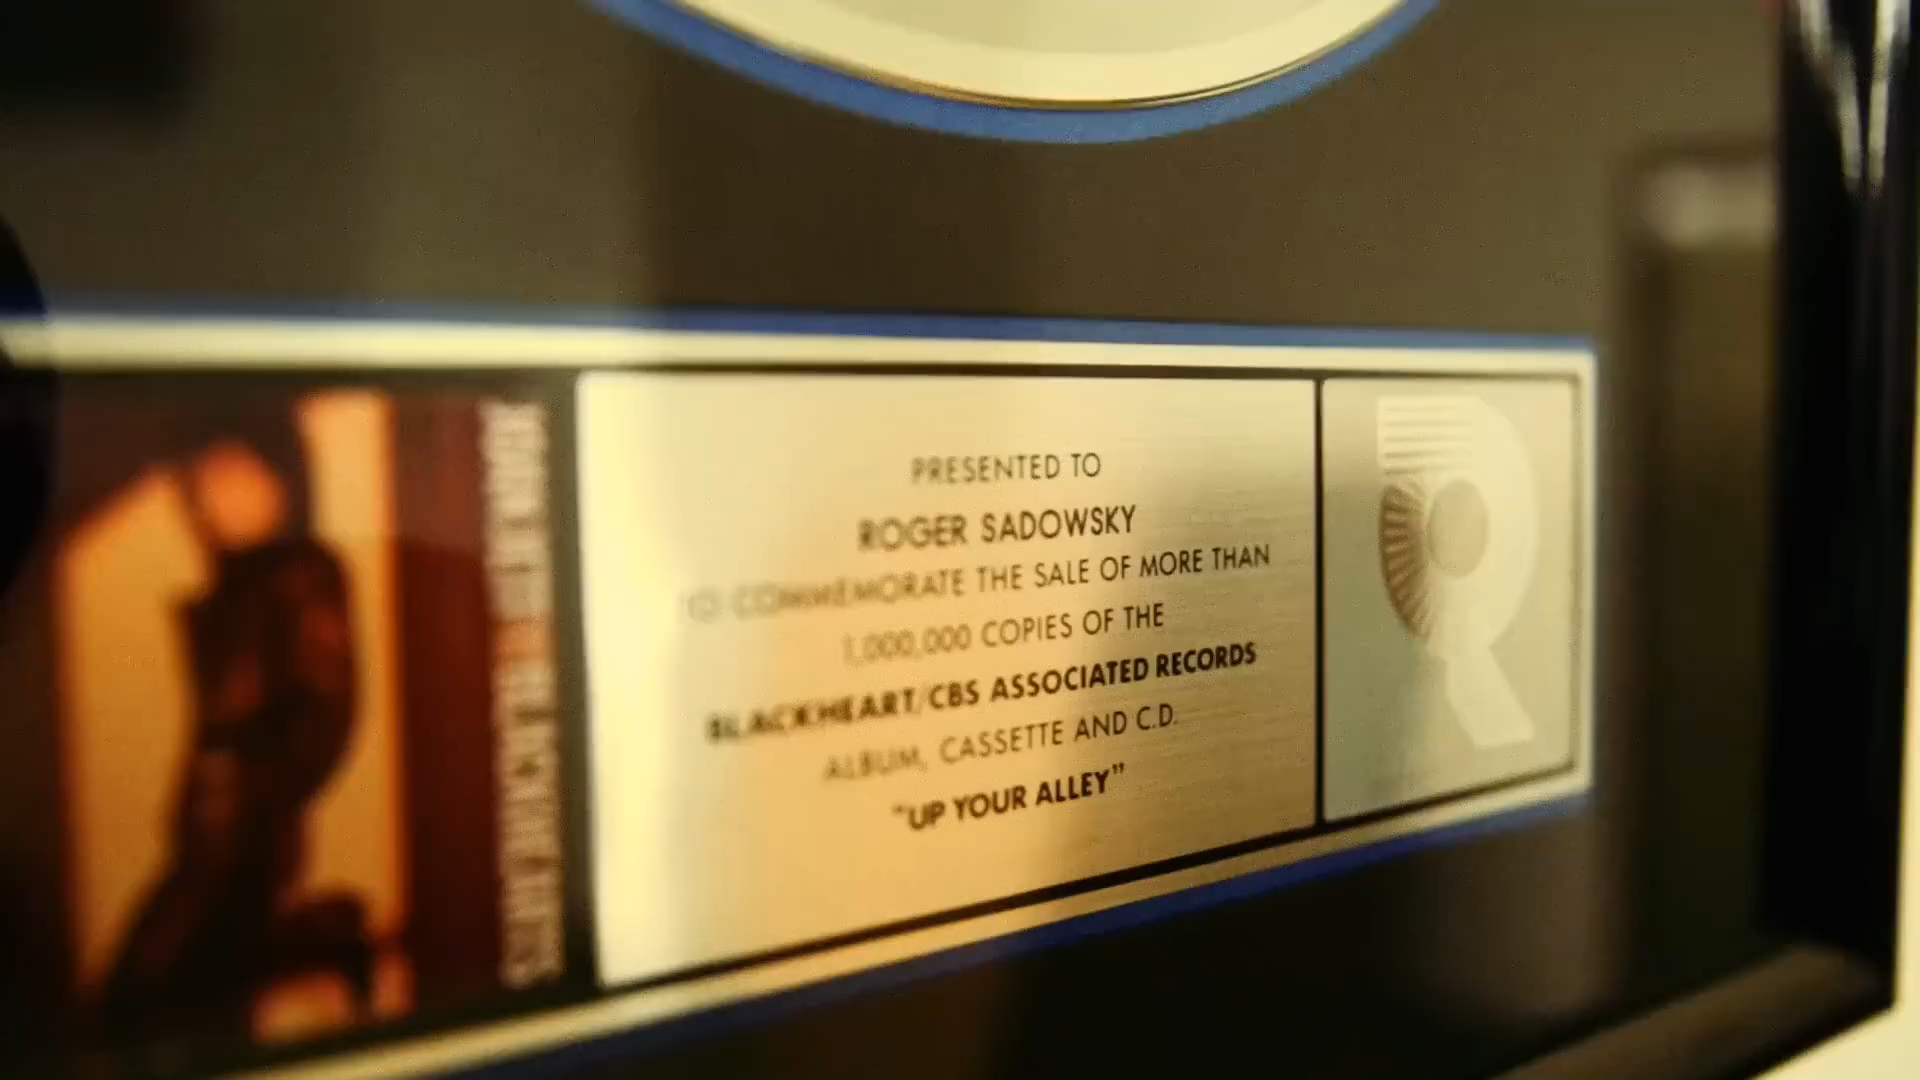 PRESENTED TO
ROGER SADOWSKY
TO COMMEMORATE THE SALE OF MORE THAN
1,000,000 COPIES OF THE
BLACKHEART/CBS ASSOCIATED RECORDS
ALBUM, CASSETTE AND C.D.
"UP YOUR ALLEY"